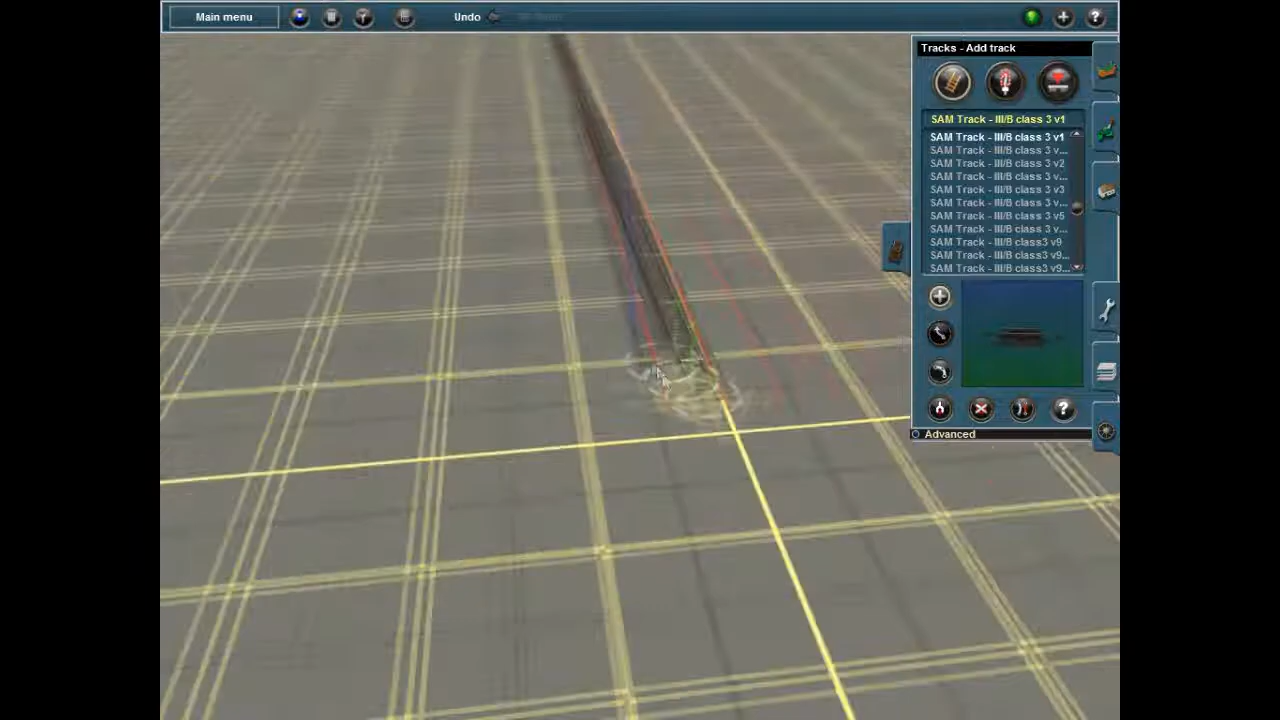 Main menu
Undo
?
Tracks - Add track
SAM Track - III/B class 3 v1
SAM Track - III/B class 3 v1
SAM Track - III/B class 3 v...
SAM Track - III/B class 3 v2
SAM Track - III/B class 3 v...
SAM Track - III/B class 3 v3
SAM Track - III/B class 3 v...
SAM Track - III/B class 3 v5
SAM Track - III/B class 3 v...
SAM Track - III/B class3 v9
SAM Track - III/B class3 v9...
SAM Track - III/B class3 v9...
?
Advanced